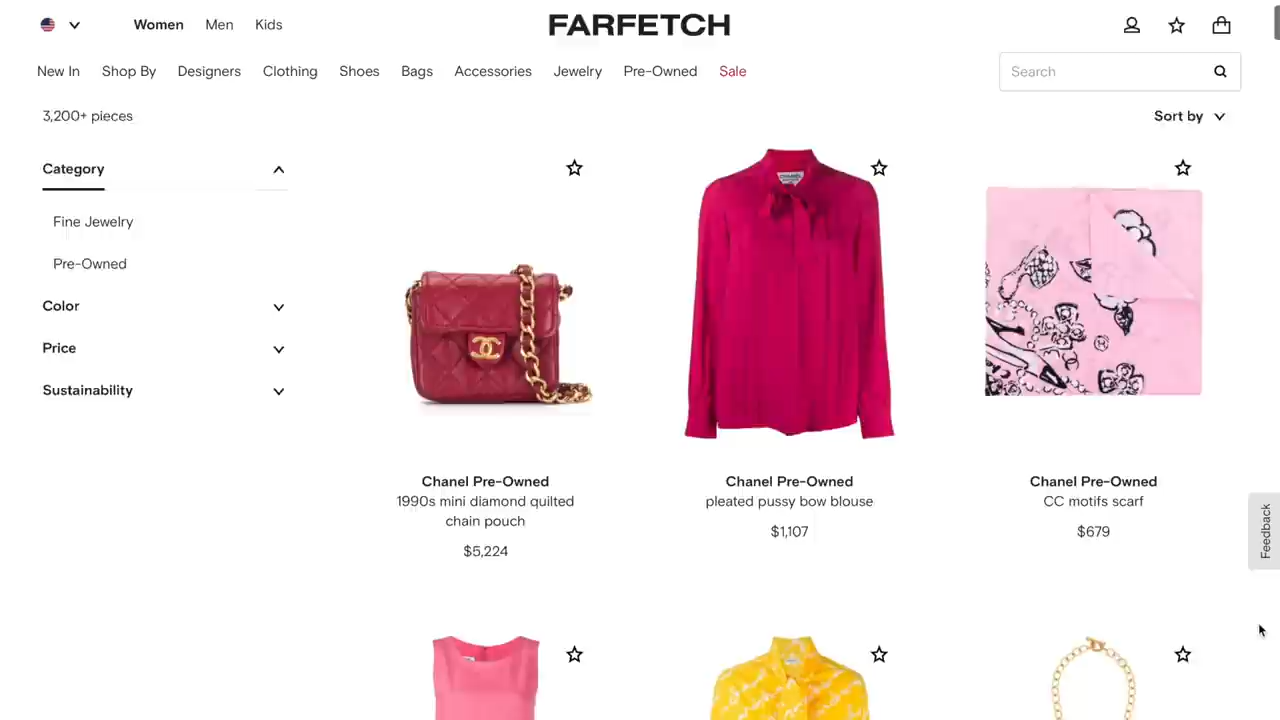 Women Men Kids
FARFETCH
New In Shop By Designers Clothing Shoes Bags Accessories Jewelry Pre-Owned Sale
Search
3,200+ pieces
Sort by
Category
Fine Jewelry
Pre-Owned
Color
Price
Sustainability
CHANEL
Chanel Pre-Owned
1990s mini diamond quilted
chain pouch
$5,224
Chanel Pre-Owned
pleated pussy bow blouse
$1,107
Chanel Pre-Owned
CC motifs scarf
$679
Feedback